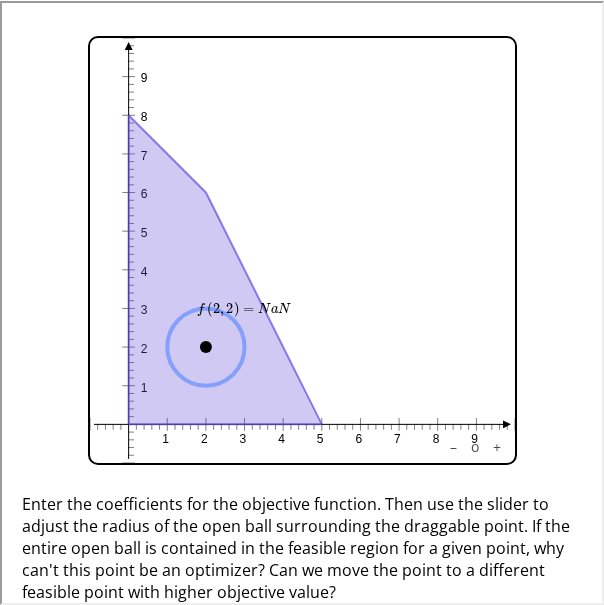 9
8
7
6
5
4
3
f(2,2) = NaN
2
1
1 2 3 4 5 6 7 8 9
− o +
Enter the coefficients for the objective function. Then use the slider to
adjust the radius of the open ball surrounding the draggable point. If the
entire open ball is contained in the feasible region for a given point, why
can't this point be an optimizer? Can we move the point to a different
feasible point with higher objective value?